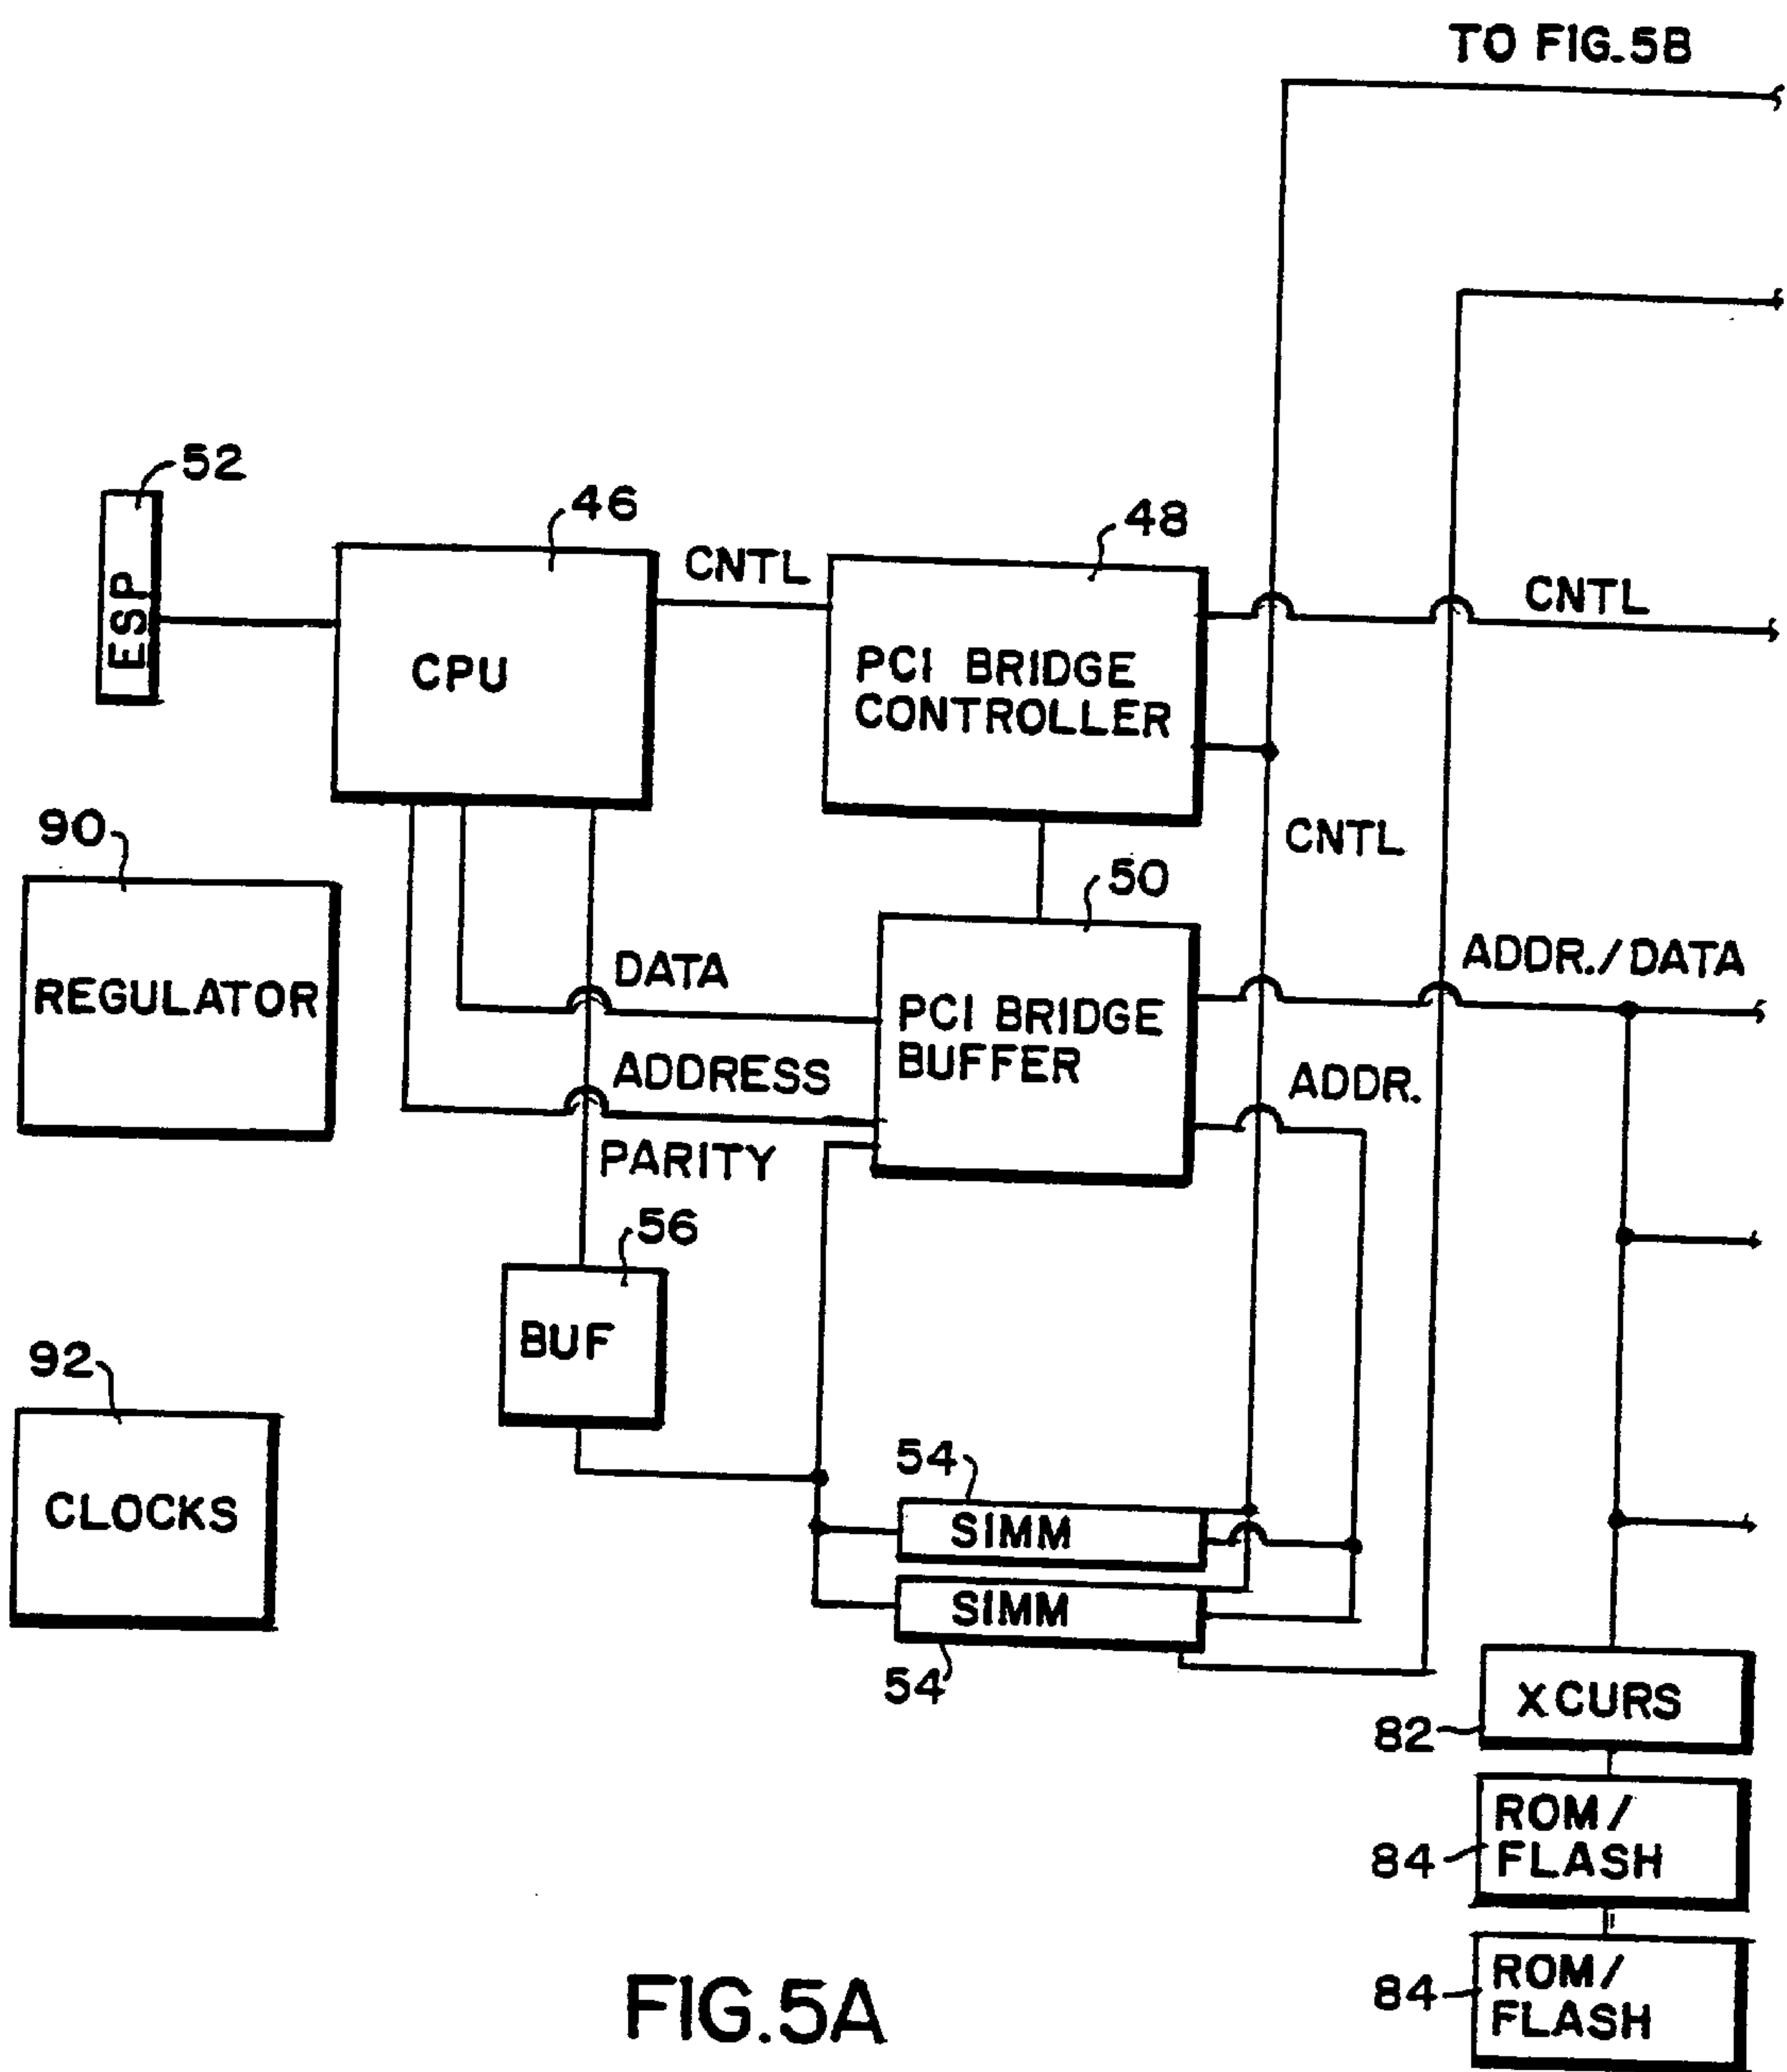 TO FIG.5B
52
46
48
CNTL
CNTL
ESP
CPU
PCI BRIDGE
CONTROLLER
90
CNTL
50
REGULATOR
DATA
PCI BRIDGE
BUFFER
ADDR./DATA
ADDRESS
ADDR.
PARITY
56
BUF
92
CLOCKS
54
SIMM
SIMM
54
XCURS
82
ROM/
FLASH
84
ROM/
FLASH
84
FIG.5A